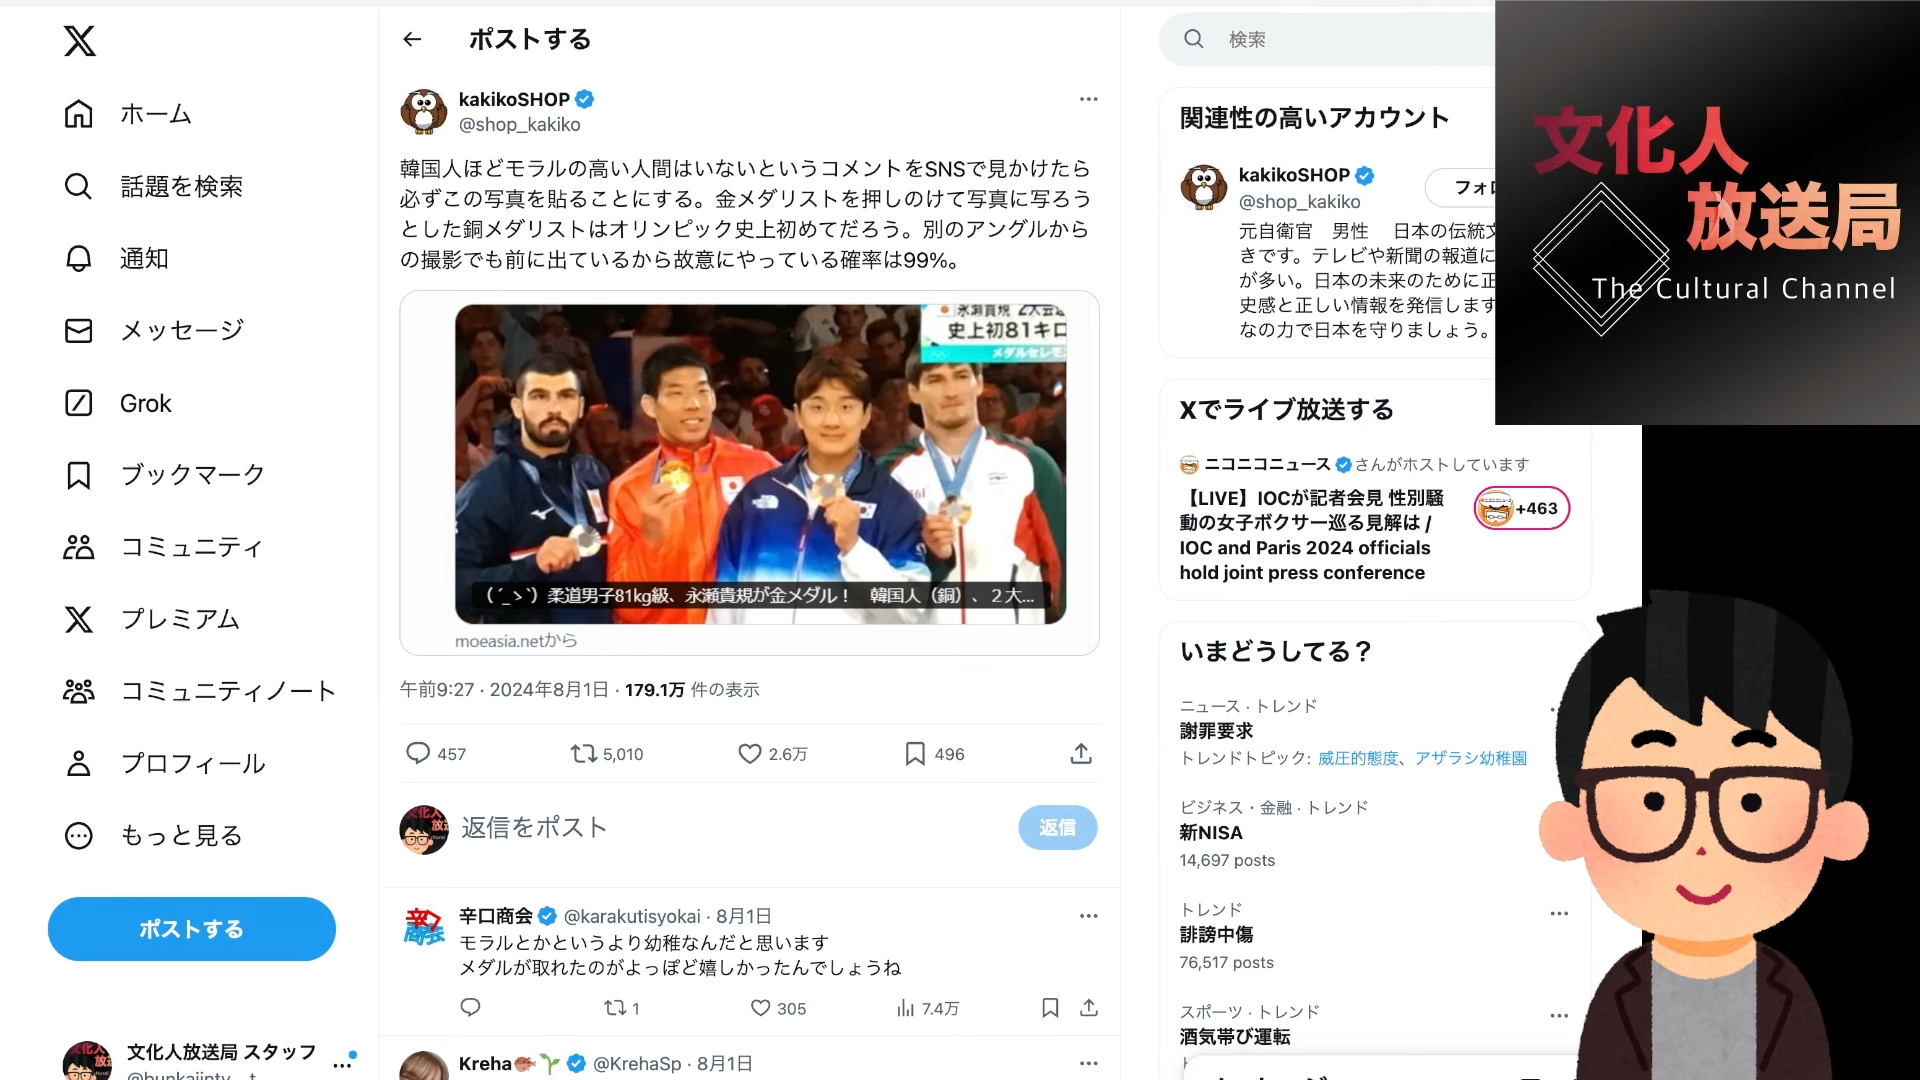 ポストする
ホーム
話題を検索
通知
メッセージ
Grok
ブックマーク
コミュニティ
プレミアム
コミュニティノート
プロフィール
もっと見る
ポストする
文化人放送局 スタッフ
kakikoSHOP
@shop_kakiko
韓国人ほどモラルの高い人間はいないというコメントをSNSで見かけたら
必ずこの写真を貼ることにする。金メダリストを押しのけて写真に写ろう
とした銅メダリストはオリンピック史上初めてだろう。別のアングルから
の撮影でも前に出ているから故意にやっている確率は99%。
永瀬貴規 2大会
史上初81キロ
メダルセレモ
(´_ゝ`) 柔道男子81kg級、永瀬貴規が金メダル！ 韓国人（銅）、２大...
moeasia.netから
午前9:27 · 2024年8月1日 · 179.1万 件の表示
457 5,010 2.6万 496
返信をポスト
返信
辛口商会 @karakutisyokai · 8月1日
モラルとかというより幼稚なんだと思います
メダルが取れたのがよっぽど嬉しかったんでしょうね
1 305 7.4万
Kreha @KrehaSp · 8月1日
検索
関連性の高いアカウント
kakikoSHOP
@shop_kakiko
フォロ
元自衛官 男性 日本の伝統文
きです。テレビや新聞の報道に
が多い。日本の未来のために正
史感と正しい情報を発信します
なの力で日本を守りましょう。
Xでライブ放送する
ニコニコニュース さんがホストしています
【LIVE】IOCが記者会見 性別騒
動の女子ボクサー巡る見解は /
IOC and Paris 2024 officials
hold joint press conference
+463
いまどうしてる？
ニュース · トレンド
謝罪要求
トレンドトピック: 威圧的態度、アザラシ幼稚園
ビジネス・金融 · トレンド
新NISA
14,697 posts
トレンド
誹謗中傷
76,517 posts
スポーツ · トレンド
酒気帯び運転
文化人
放送局
The Cultural Channel